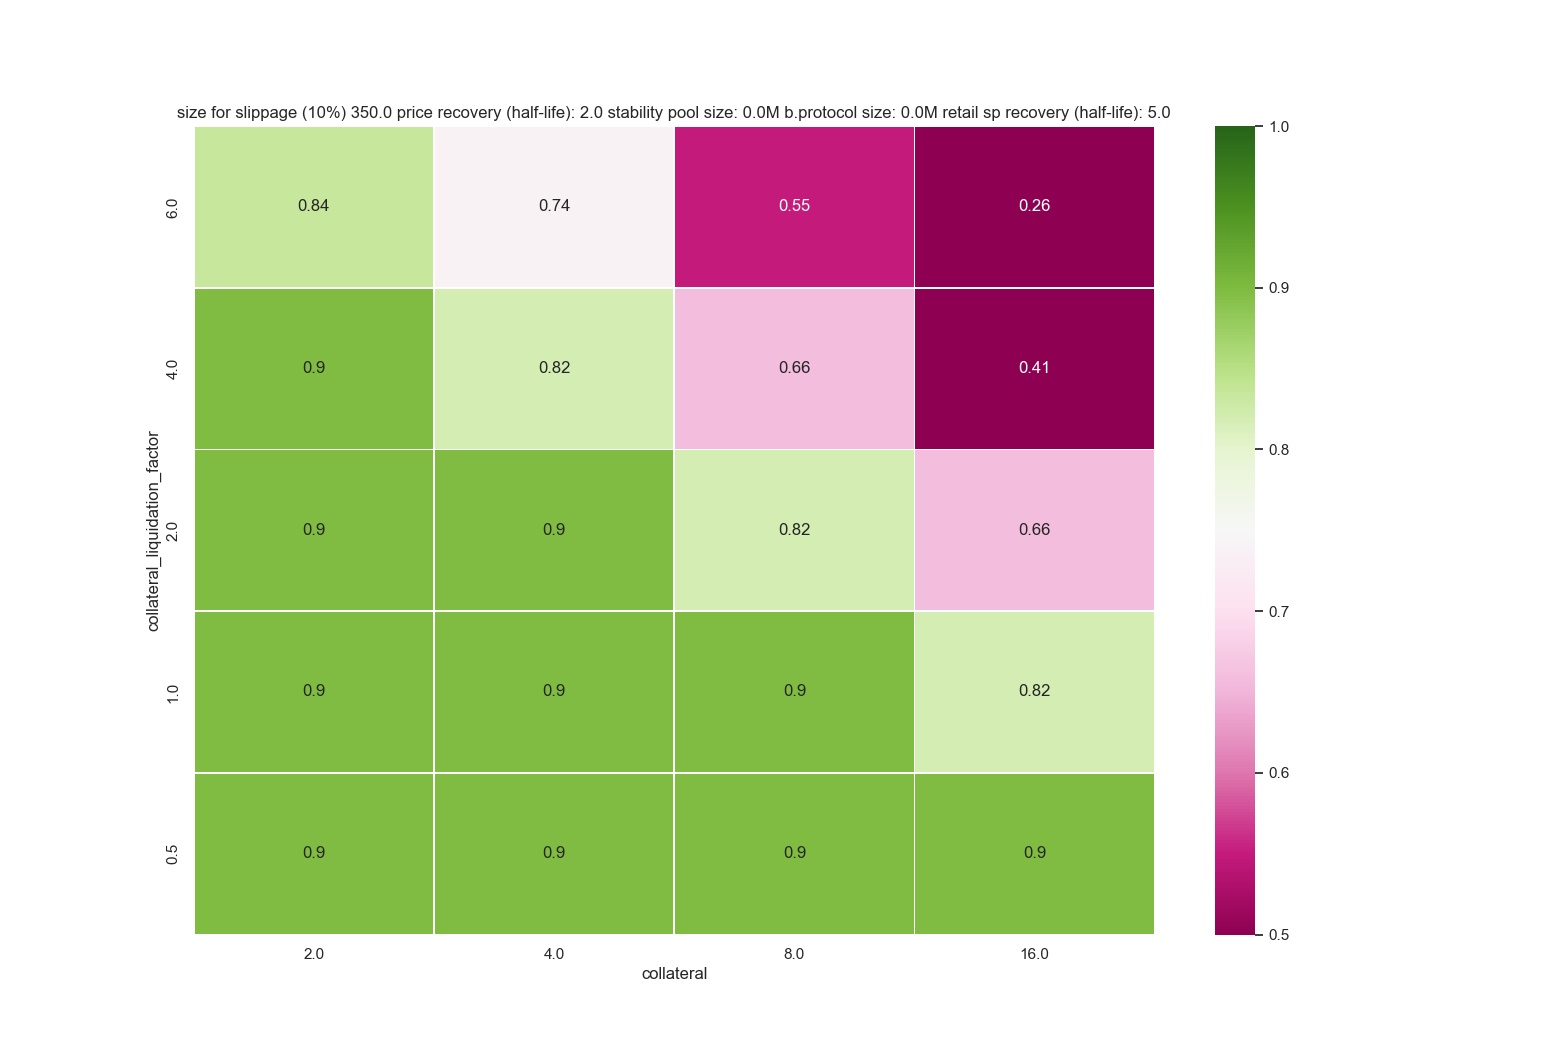 size for slippage (10%) 350.0 price recovery (half-life): 2.0 stability pool size: 0.0M b.protocol size: 0.0M retail sp recovery (half-life): 5.0
collateral_liquidation_factor
6.0
0.84 0.74 0.55 0.26
4.0
0.9 0.82 0.66 0.41
2.0
0.9 0.9 0.82 0.66
1.0
0.9 0.9 0.9 0.82
0.5
0.9 0.9 0.9 0.9
2.0 4.0 8.0 16.0
collateral
1.0
0.9
0.8
0.7
0.6
0.5